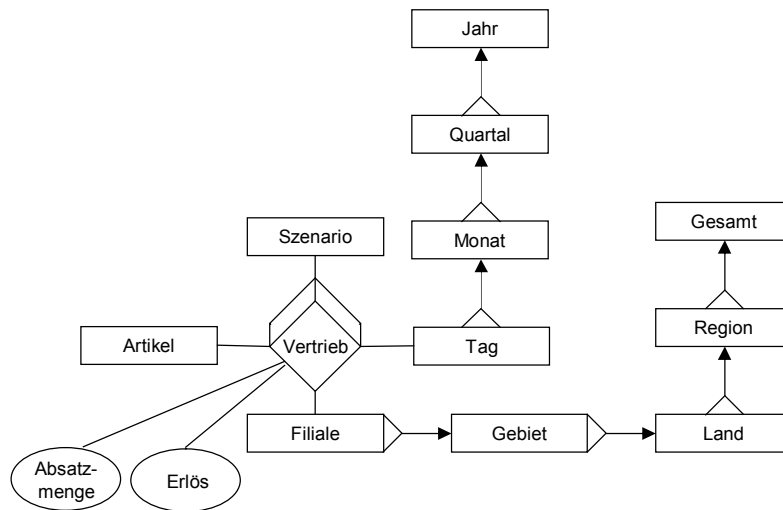 Jahr
Quartal
Gesamt
Szenario
Monat
Region
Artikel
Vertrieb
Tag
Filiale
Gebiet
Land
Absatz-
menge
Erlös